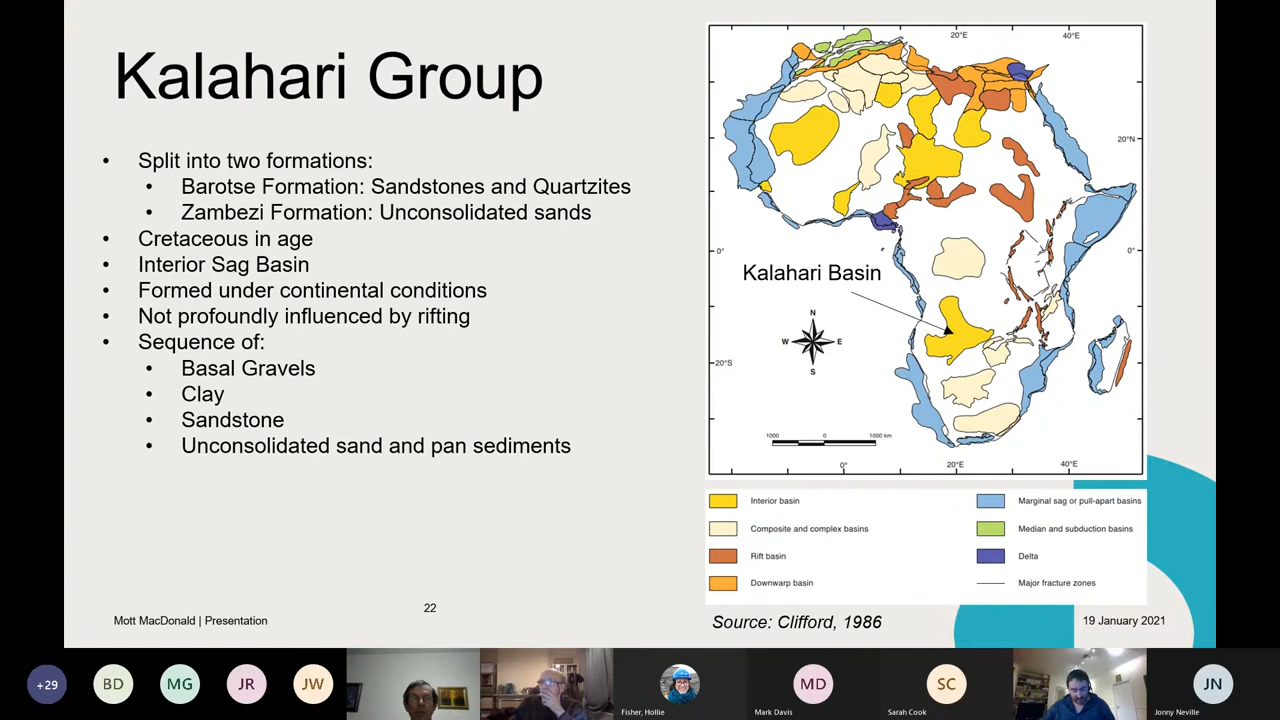 Kalahari Group
• Split into two formations:
• Barotse Formation: Sandstones and Quartzites
• Zambezi Formation: Unconsolidated sands
• Cretaceous in age
• Interior Sag Basin
• Formed under continental conditions
• Not profoundly influenced by rifting
• Sequence of:
• Basal Gravels
• Clay
• Sandstone
• Unconsolidated sand and pan sediments
20°E 40°E
20°N
0° 0°
Kalahari Basin
N
W E
S
20°S
1000 0 1000 km
0° 20°E 40°E
Interior basin
Composite and complex basins
Rift basin
Downwarp basin
Marginal sag or pull-apart basins
Median and subduction basins
Delta
Major fracture zones
Source: Clifford, 1986
22
Mott MacDonald | Presentation
19 January 2021
+29
BD
MG
JR
JW
Fisher, Hollie
MD
Mark Davis
SC
Sarah Cook
JN
Jonny Neville